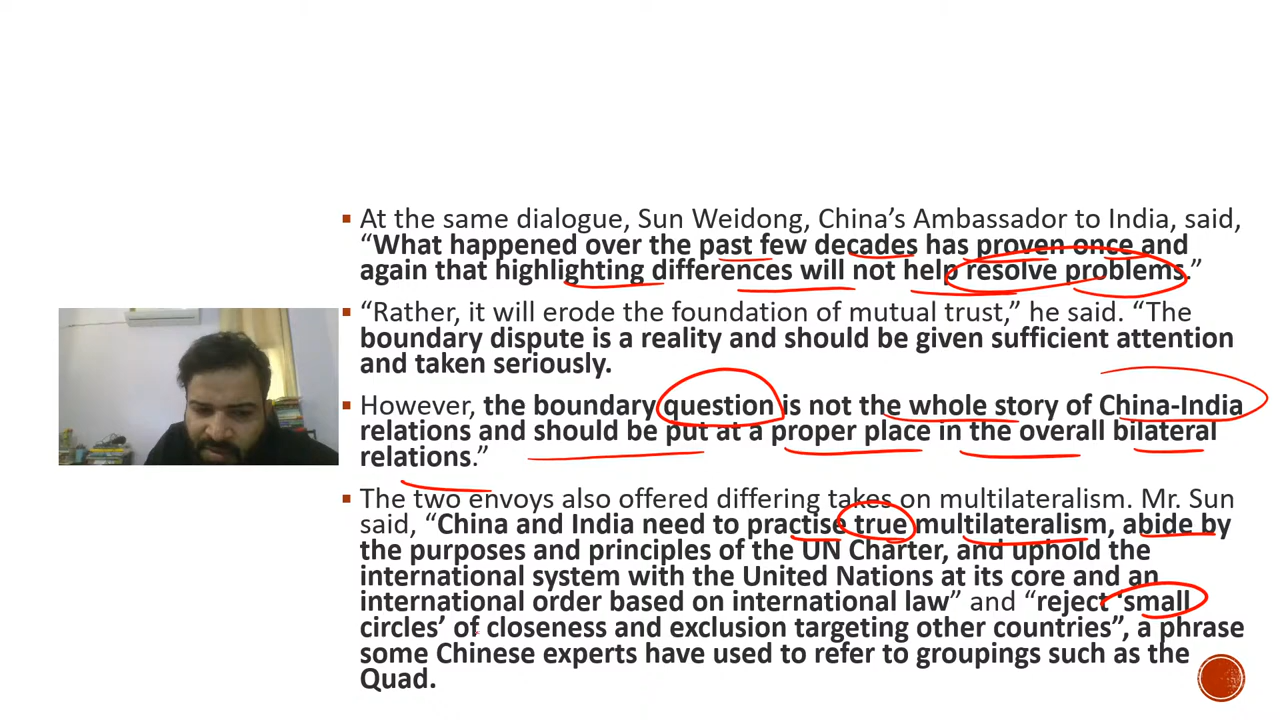 ▪ At the same dialogue, Sun Weidong, China’s Ambassador to India, said,
“What happened over the past few decades has proven once and
again that highlighting differences will not help resolve problems.”
▪ “Rather, it will erode the foundation of mutual trust,” he said. “The
boundary dispute is a reality and should be given sufficient attention
and taken seriously.
▪ However, the boundary question is not the whole story of China-India
relations and should be put at a proper place in the overall bilateral
relations.”
▪ The two envoys also offered differing takes on multilateralism. Mr. Sun
said, “China and India need to practise true multilateralism, abide by
the purposes and principles of the UN Charter, and uphold the
international system with the United Nations at its core and an
international order based on international law” and “reject ‘small
circles’ of closeness and exclusion targeting other countries”, a phrase
some Chinese experts have used to refer to groupings such as the
Quad.